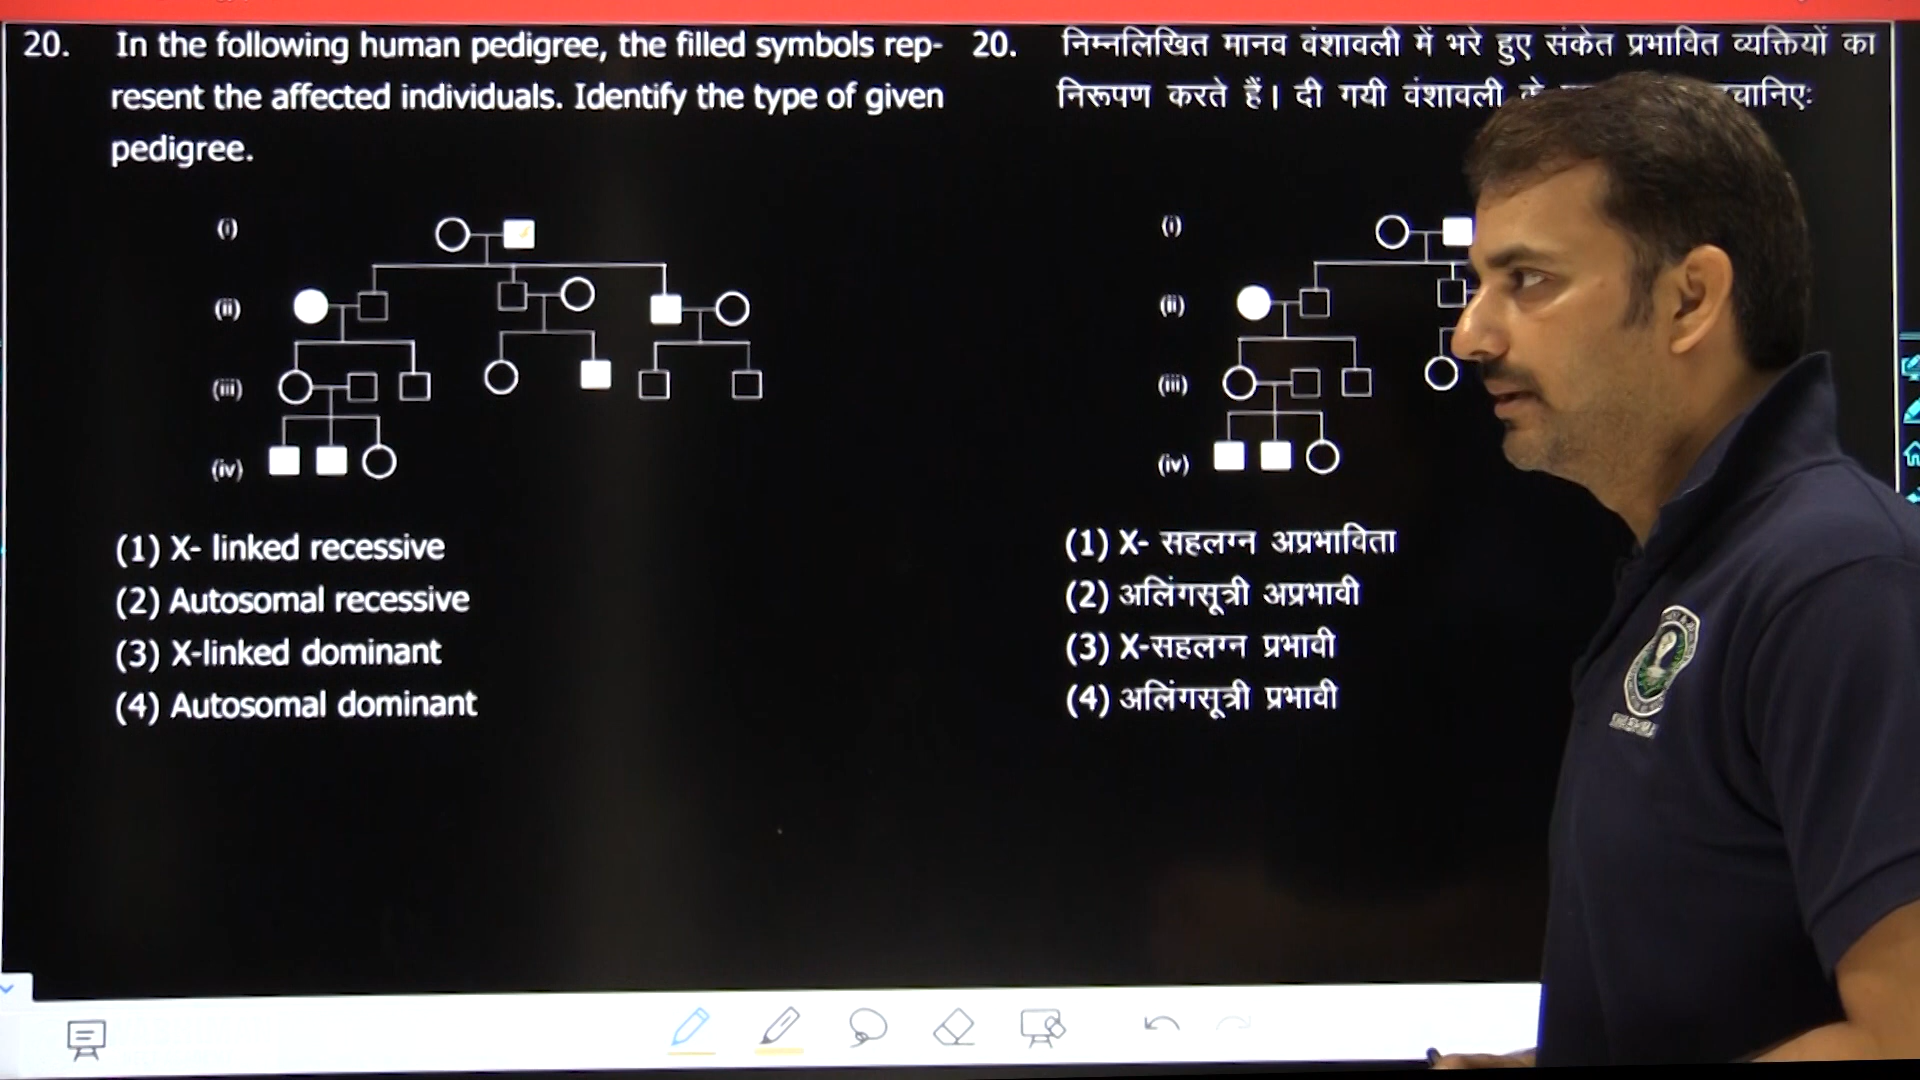 20. In the following human pedigree, the filled symbols rep-
resent the affected individuals. Identify the type of given
pedigree.
(i)
(ii)
(iii)
(iv)
(1) X- linked recessive
(2) Autosomal recessive
(3) X-linked dominant
(4) Autosomal dominant
20. निम्नलिखित मानव वंशावली में भरे हुए संकेत प्रभावित व्यक्तियों का
निरूपण करते हैं। दी गयी वंशावली के
(i)
(ii)
(iii)
(iv)
(1) X- सहलग्न अप्रभाविता
(2) अलिंगसूत्री अप्रभावी
(3) X-सहलग्न प्रभावी
(4) अलिंगसूत्री प्रभावी